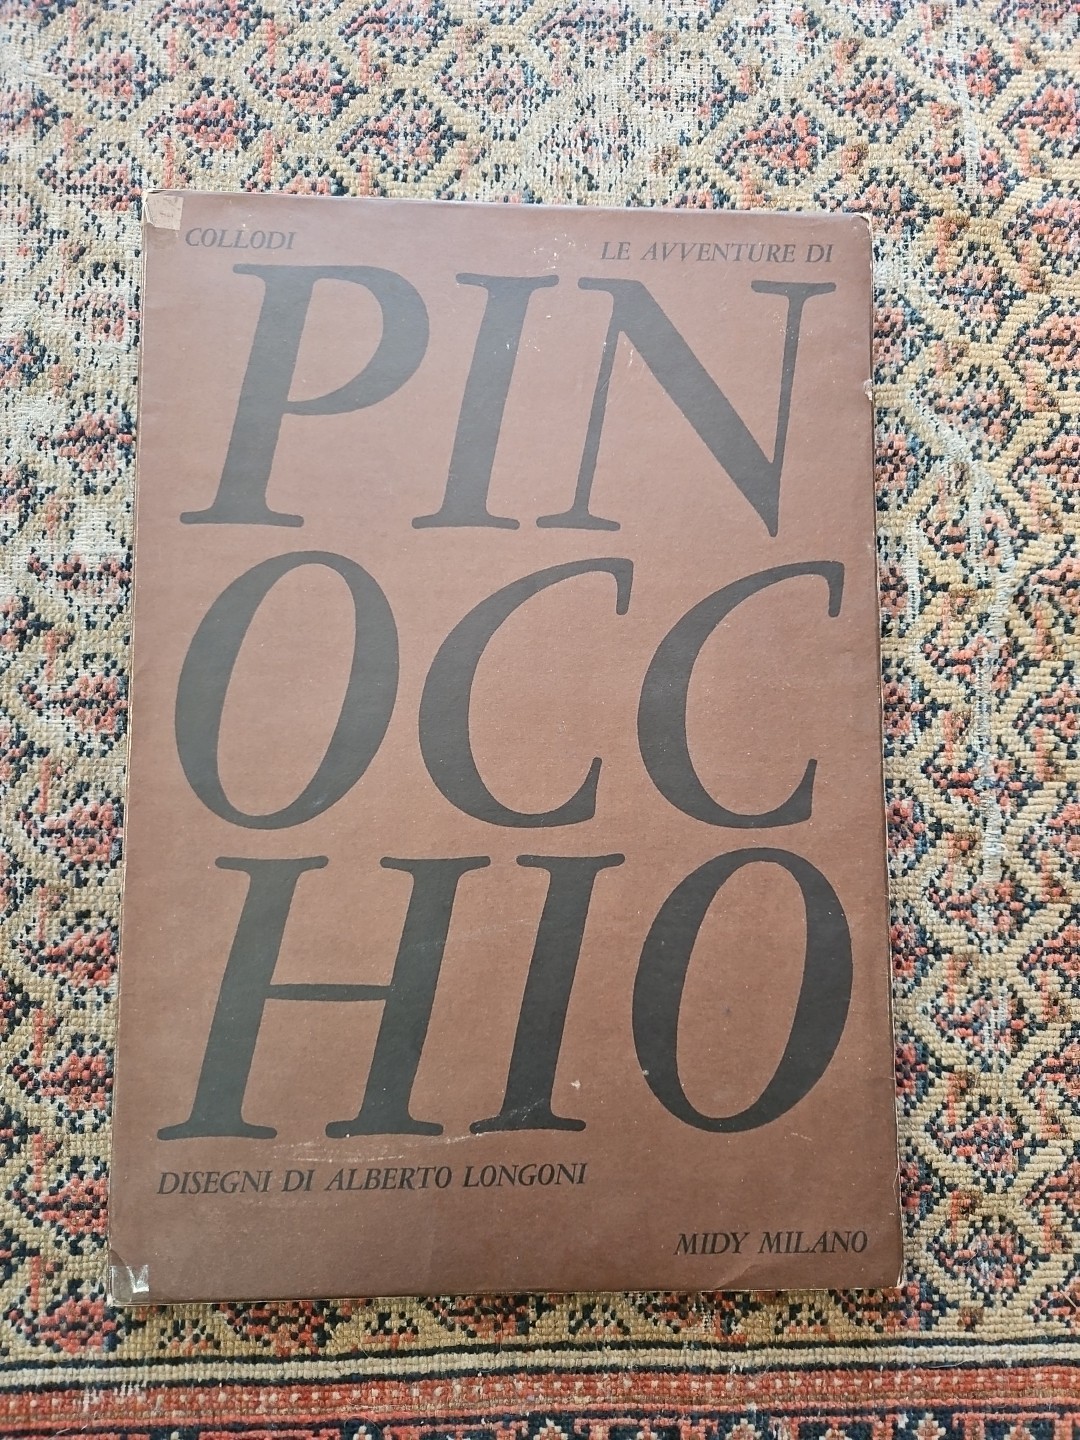 COLLODI
LE AVVENTURE DI
PIN
OCC
HIO
DISEGNI DI ALBERTO LONGONI
MIDY MILANO